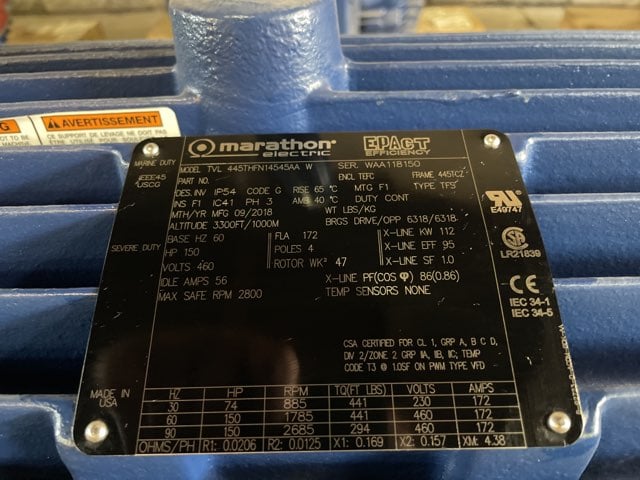 AVERTISSEMENT
CE SUPPORT DE LEVAGE NE DOIT PAS
marathon® EPACT
electric EFFICIENCY
MARINE DUTY
IEEE45
USCG
MODEL TVL 445THFN14545AA W SER. WAA118150
PART NO. ENCL TEFC FRAME 445TCZ
DES.INV IP54 CODE G RISE 65 °C MTG F1 TYPE TFS
INS F1 IC41 PH 3 AMB 40 °C DUTY CONT
MTH/YR MFG 09/2018 WT LBS/KG
ALTITUDE 3300FT/1000M BRGS DRIVE/OPP 6318/6318
SEVERE DUTY
BASE HZ 60 FLA 172 X-LINE KW 112
HP 150 POLES 4 X-LINE EFF 95
VOLTS 460 ROTOR WK² 47 X-LINE SF 1.0
IDLE AMPS 56 X-LINE PF(COS φ) 86(0.86)
MAX SAFE RPM 2800 TEMP SENSORS NONE
E49747
LR21839
CE
IEC 34-1
IEC 34-5
CSA CERTIFIED FOR CL 1, GRP A, B C D,
DIV 2/ZONE 2 GRP IIA, IIB, IIC; TEMP
CODE T3 @ 1.0SF ON PWM TYPE VFD
MADE IN
USA
HZ HP RPM TQ(FT LBS) VOLTS AMPS
30 74 885 441 230 172
60 150 1785 441 460 172
90 150 2685 294 460 172
OHMS/PH R1: 0.0206 R2: 0.0125 X1: 0.169 X2: 0.157 XM: 4.38